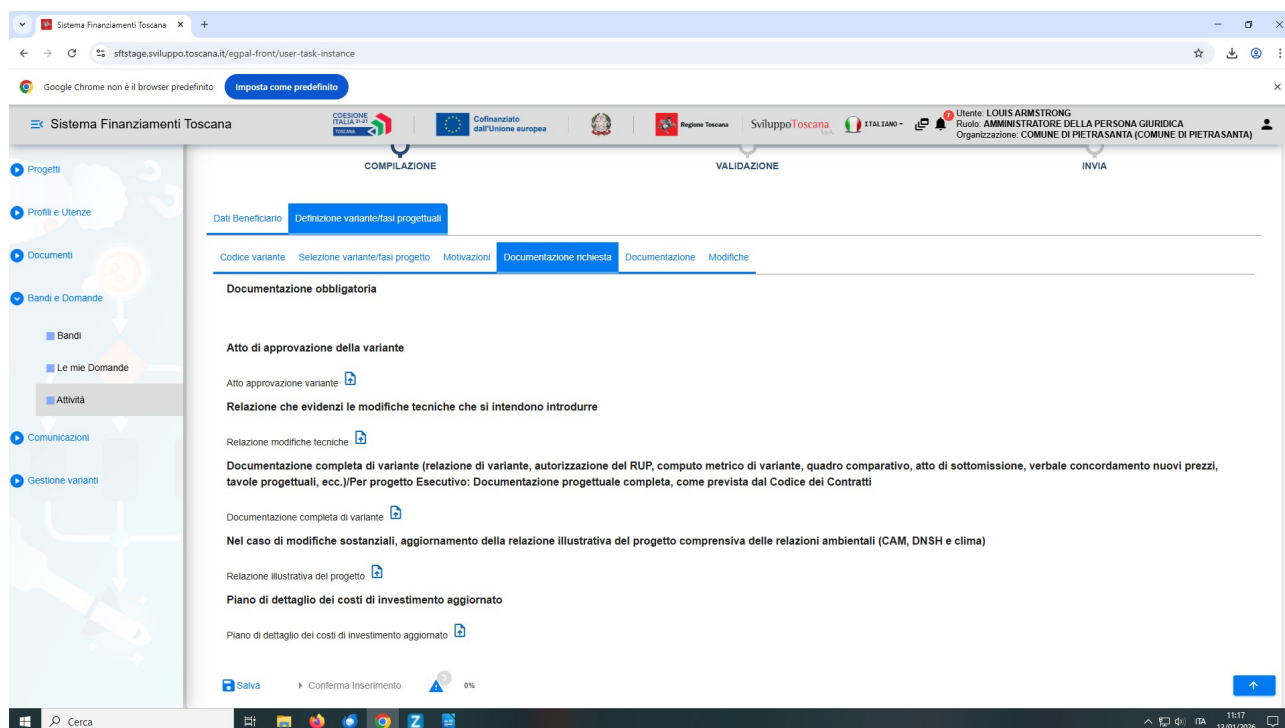 Sistema Finanziamenti Toscana
sftstage.sviluppo.toscana.it/egpal-front/user-task-instance
Google Chrome non è il browser predefinito
Imposta come predefinito
Sistema Finanziamenti Toscana
COESIONE
ITALIA 21-27
TOSCANA
Cofinanziato
dall'Unione europea
Regione Toscana
SviluppoToscana
S.p.A.
ITALIANO
9
Utente: LOUIS ARMSTRONG
Ruolo: AMMINISTRATORE DELLA PERSONA GIURIDICA
Organizzazione: COMUNE DI PIETRASANTA (COMUNE DI PIETRASANTA)
COMPILAZIONE
VALIDAZIONE
INVIA
Progetti
Profili e Utenze
Documenti
Bandi e Domande
Bandi
Le mie Domande
Attività
Comunicazioni
Gestione varianti
Dati Beneficiario
Definizione variante/fasi progettuali
Codice variante
Selezione variante/fasi progetto
Motivazioni
Documentazione richiesta
Documentazione
Modifiche
Documentazione obbligatoria
Atto di approvazione della variante
Atto approvazione variante
Relazione che evidenzi le modifiche tecniche che si intendono introdurre
Relazione modifiche tecniche
Documentazione completa di variante (relazione di variante, autorizzazione del RUP, computo metrico di variante, quadro comparativo, atto di sottomissione, verbale concordamento nuovi prezzi,
tavole progettuali, ecc.)/Per progetto Esecutivo: Documentazione progettuale completa, come prevista dal Codice dei Contratti
Documentazione completa di variante
Nel caso di modifiche sostanziali, aggiornamento della relazione illustrativa del progetto comprensiva delle relazioni ambientali (CAM, DNSH e clima)
Relazione illustrativa del progetto
Piano di dettaglio dei costi di investimento aggiornato
Piano di dettaglio dei costi di investimento aggiornato
Salva
Conferma Inserimento
0%
Cerca
ITA
11:17
13/01/2026